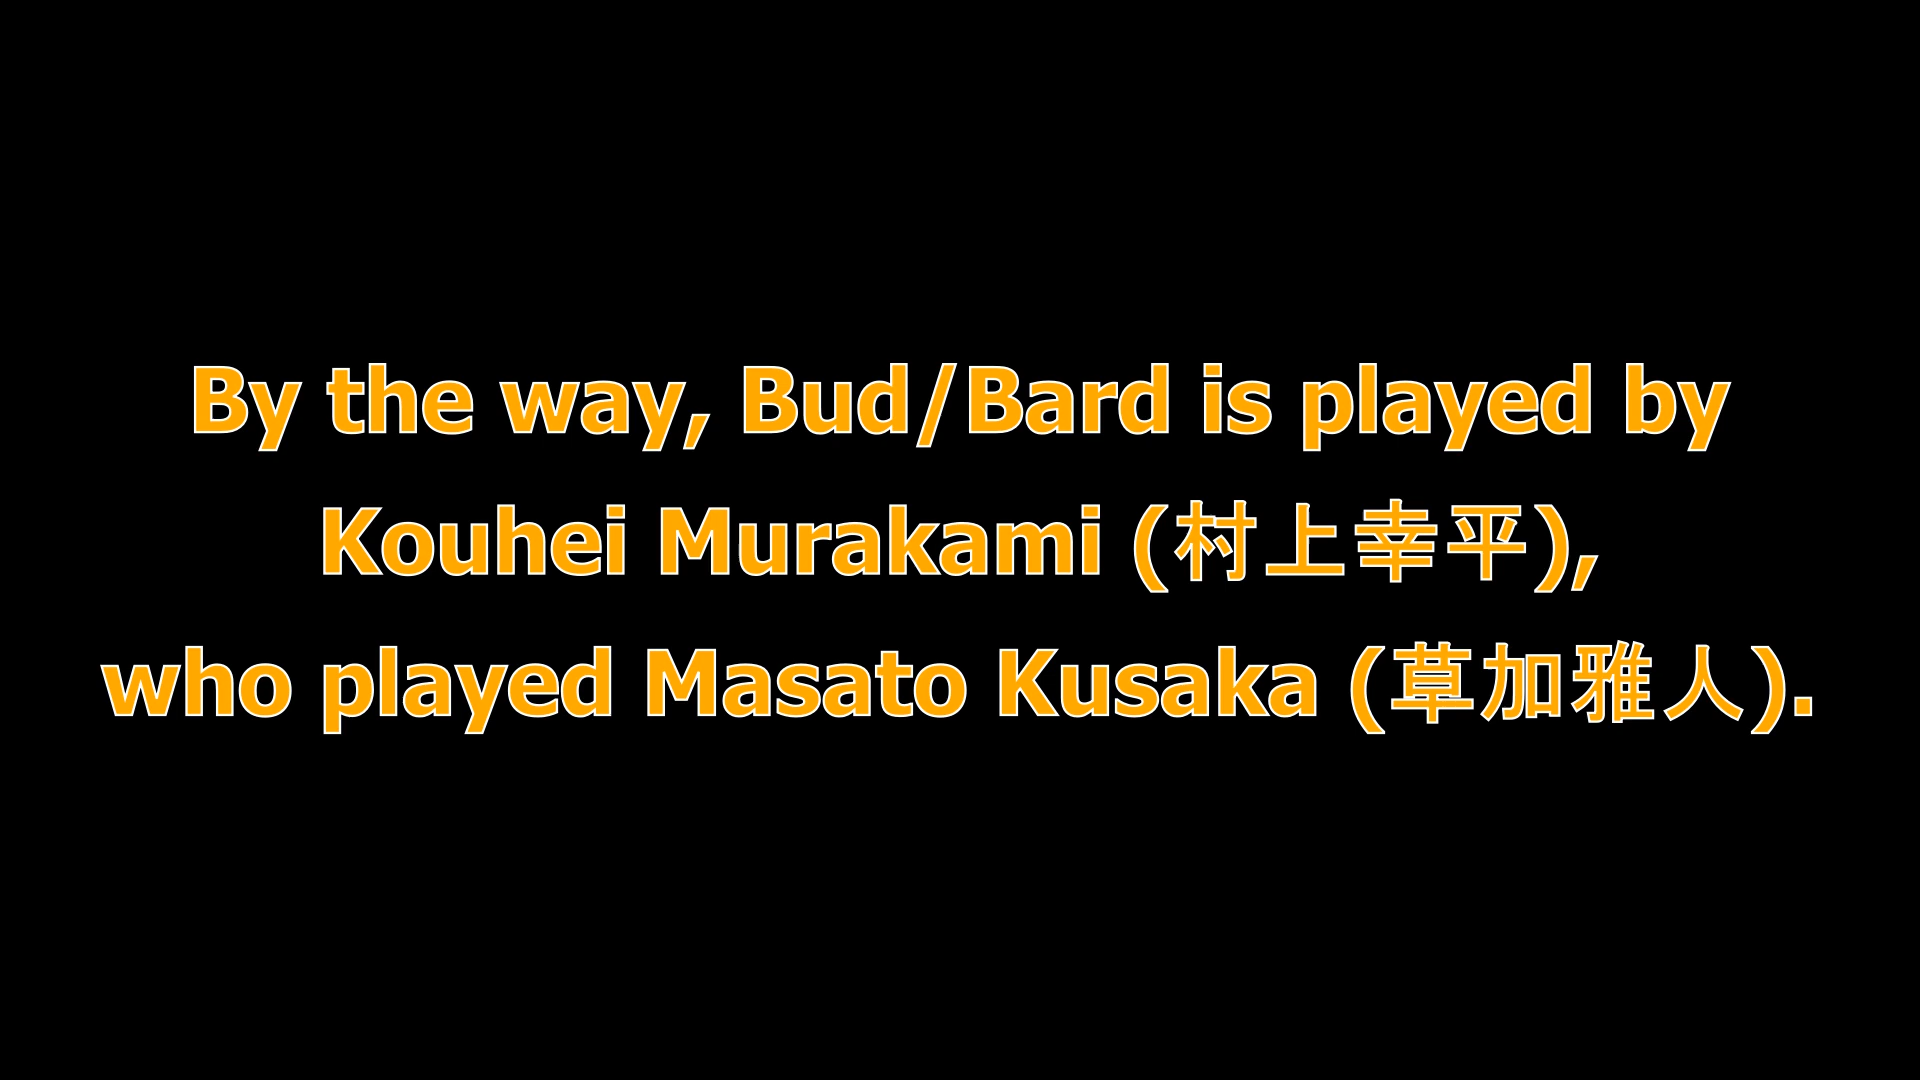 By the way, Bud/Bard is played by
Kouhei Murakami (村上幸平),
who played Masato Kusaka (草加雅人).